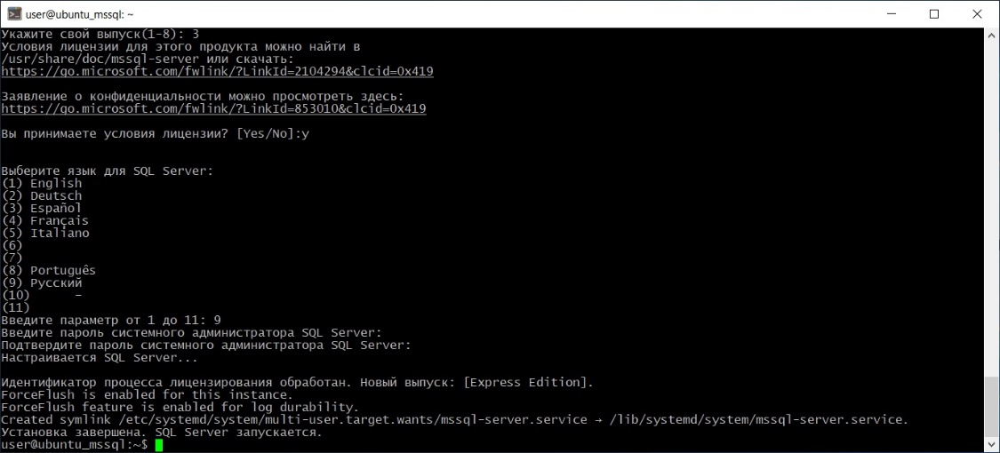 user@ubuntu_mssql: ~
Укажите свой выпуск(1-8): 3
Условия лицензии для этого продукта можно найти в
/usr/share/doc/mssql-server или скачать:
https://go.microsoft.com/fwlink/?LinkId=2104294&clcid=0x419
Заявление о конфиденциальности можно просмотреть здесь:
https://go.microsoft.com/fwlink/?LinkId=853010&clcid=0x419
Вы принимаете условия лицензии? [Yes/No]:y
Выберите язык для SQL Server:
(1) English
(2) Deutsch
(3) Español
(4) Français
(5) Italiano
(6)
(7)
(8) Português
(9) Русский
(10) –
(11)
Введите параметр от 1 до 11: 9
Введите пароль системного администратора SQL Server:
Подтвердите пароль системного администратора SQL Server:
Настраивается SQL Server...
Идентификатор процесса лицензирования обработан. Новый выпуск: [Express Edition].
ForceFlush is enabled for this instance.
ForceFlush feature is enabled for log durability.
Created symlink /etc/systemd/system/multi-user.target.wants/mssql-server.service → /lib/systemd/system/mssql-server.service.
Установка завершена. SQL Server запускается.
user@ubuntu_mssql:~$